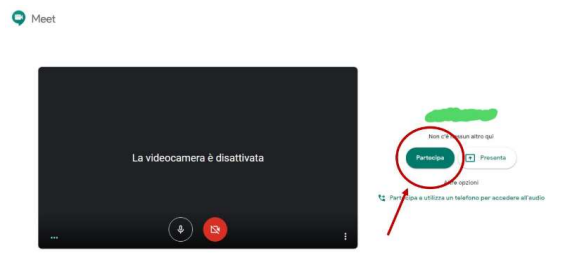 Meet
La videocamera è disattivata
Non c'è nessun altro qui
Partecipa
Presenta
Altre opzioni
Partecipa e utilizza un telefono per accedere all'audio